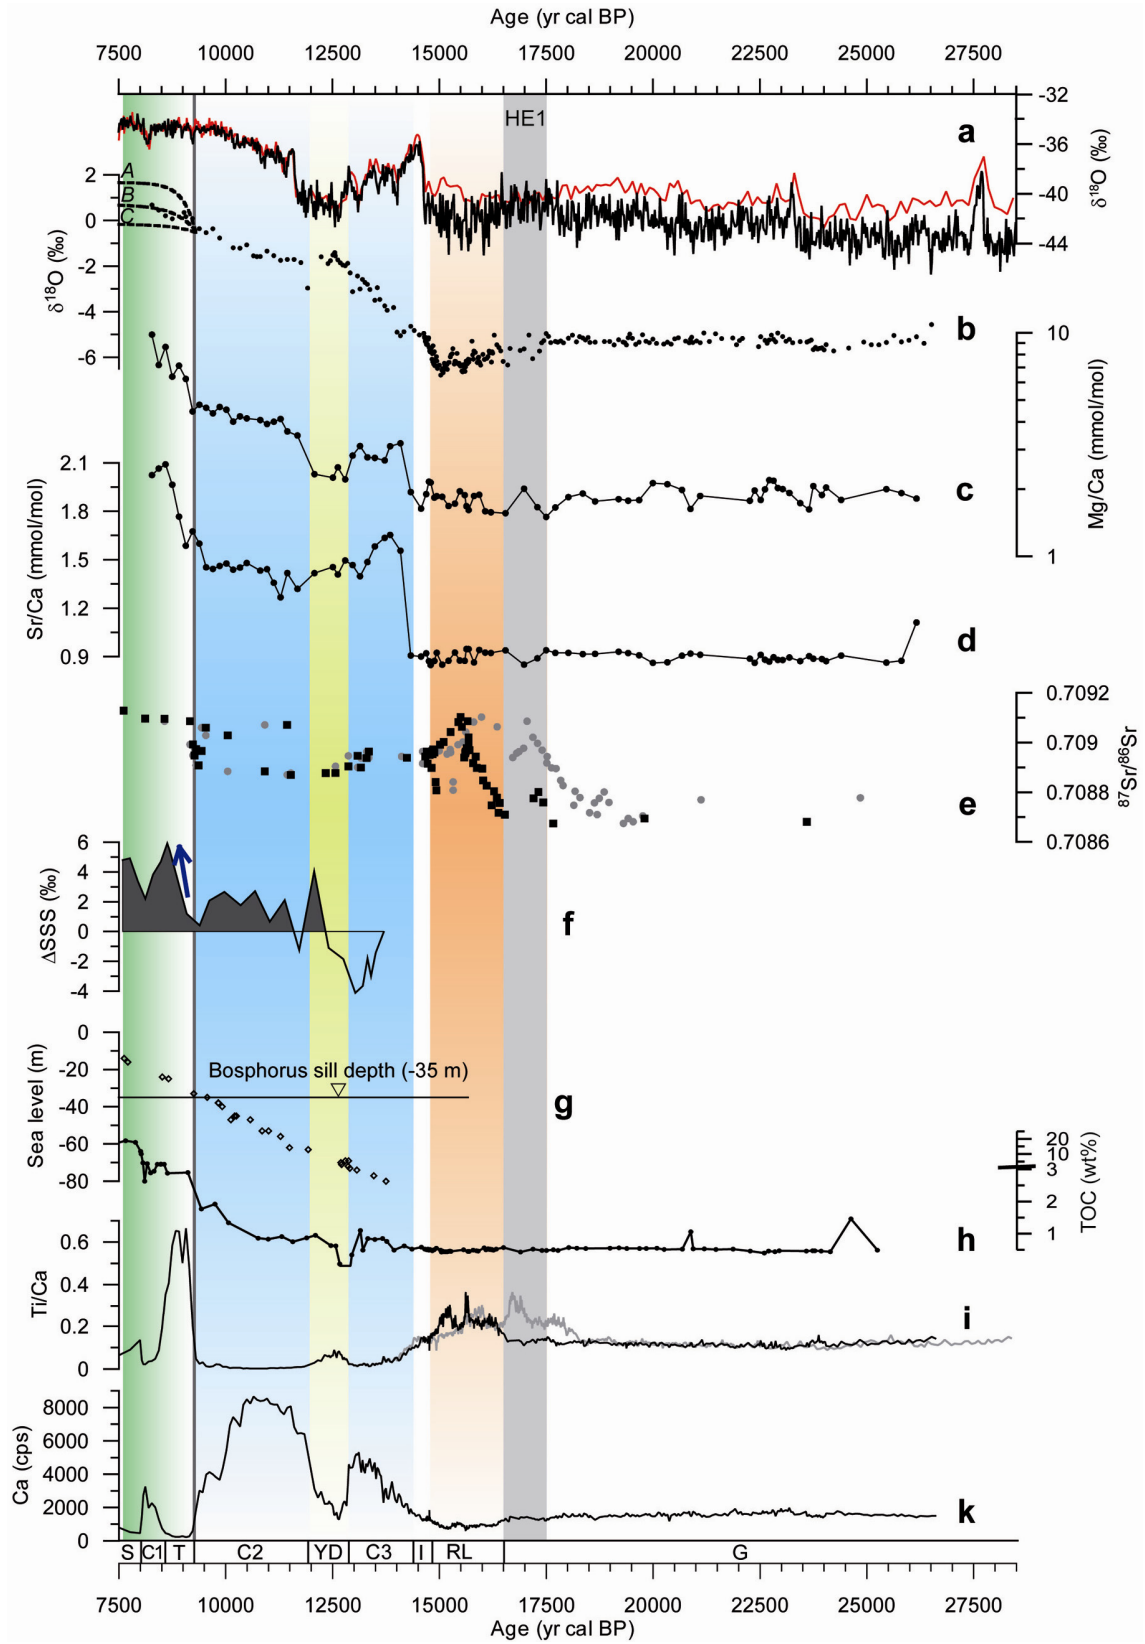 Age (yr cal BP)
7500 10000 12500 15000 17500 20000 22500 25000 27500
HE1
a
-32
-36
-40
-44
δ18O (‰)
A
B
C
2
0
-2
-4
-6
δ18O (‰)
b
10
1
Mg/Ca (mmol/mol)
c
2.1
1.8
1.5
1.2
0.9
Sr/Ca (mmol/mol)
d
0.7092
0.709
0.7088
0.7086
87Sr/86Sr
e
6
4
2
0
-2
-4
ΔSSS (‰)
f
0
-20
-40
-60
-80
Sea level (m)
Bosphorus sill depth (-35 m)
g
20
10
3
2
1
TOC (wt%)
h
0.6
0.4
0.2
0
Ti/Ca
i
8000
6000
4000
2000
0
Ca (cps)
k
S C1 T C2 YD C3 I RL G
7500 10000 12500 15000 17500 20000 22500 25000 27500
Age (yr cal BP)